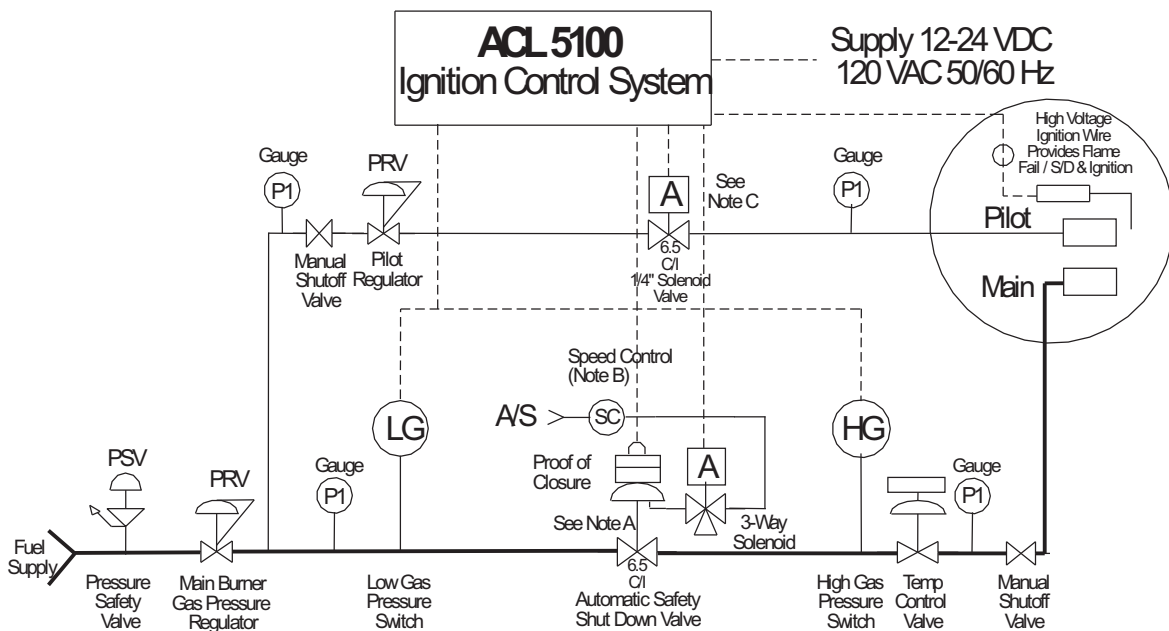 ACL 5100
Ignition Control System
Supply 12-24 VDC
120 VAC 50/60 Hz
High Voltage
Ignition Wire
Provides Flame
Fail / S/D & Ignition
Gauge
P1
PRV
Manual
Shutoff
Valve
Pilot
Regulator
A
See
Note C
6.5
C/I
1/4" Solenoid
Valve
Gauge
P1
Pilot
Main
Speed Control
(Note B)
A/S
SC
LG
HG
Proof of
Closure
A
See Note A
3-Way
Solenoid
PSV
PRV
Gauge
P1
Gauge
P1
Fuel
Supply
Pressure
Safety
Valve
Main Burner
Gas Pressure
Regulator
Low Gas
Pressure
Switch
6.5
C/I
Automatic Safety
Shut Down Valve
High Gas
Pressure
Switch
Temp
Control
Valve
Manual
Shutoff
Valve